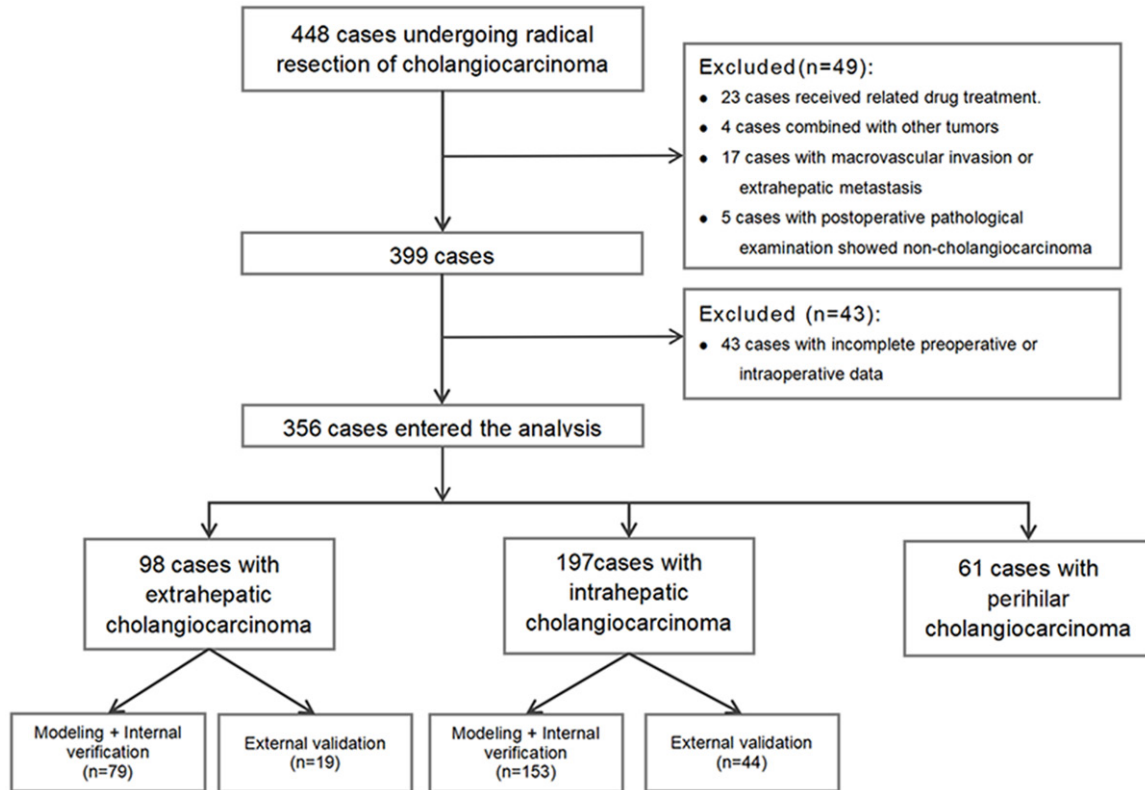 448 cases undergoing radical
resection of cholangiocarcinoma
Excluded(n=49):
● 23 cases received related drug treatment.
● 4 cases combined with other tumors
● 17 cases with macrovascular invasion or
extrahepatic metastasis
● 5 cases with postoperative pathological
examination showed non-cholangiocarcinoma
399 cases
Excluded (n=43):
● 43 cases with incomplete preoperative or
intraoperative data
356 cases entered the analysis
98 cases with
extrahepatic
cholangiocarcinoma
197cases with
intrahepatic
cholangiocarcinoma
61 cases with
perihilar
cholangiocarcinoma
Modeling + Internal
verification
(n=79)
External validation
(n=19)
Modeling + Internal
verification
(n=153)
External validation
(n=44)